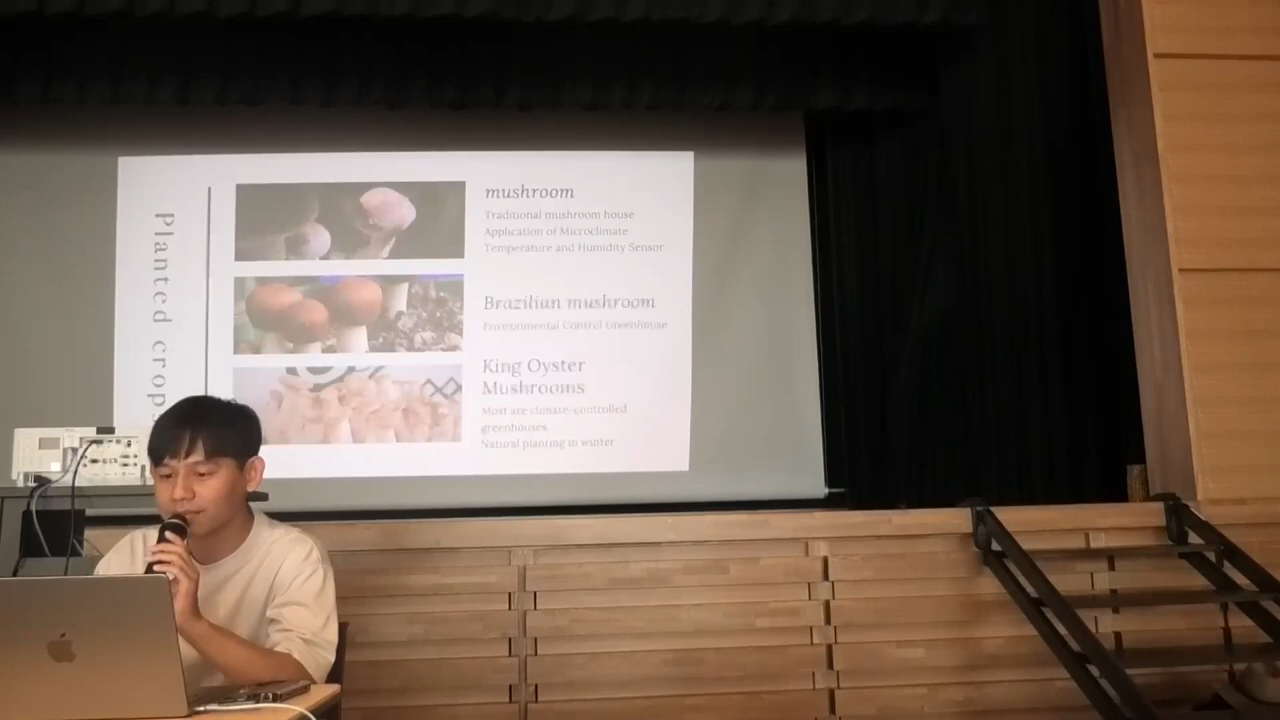 Planted crops
mushroom
Traditional mushroom house
Application of Microclimate
Temperature and Humidity Sensor
Brazilian mushroom
Environmental Control Greenhouse
King Oyster
Mushrooms
Most are climate-controlled
greenhouses.
Natural planting in winter